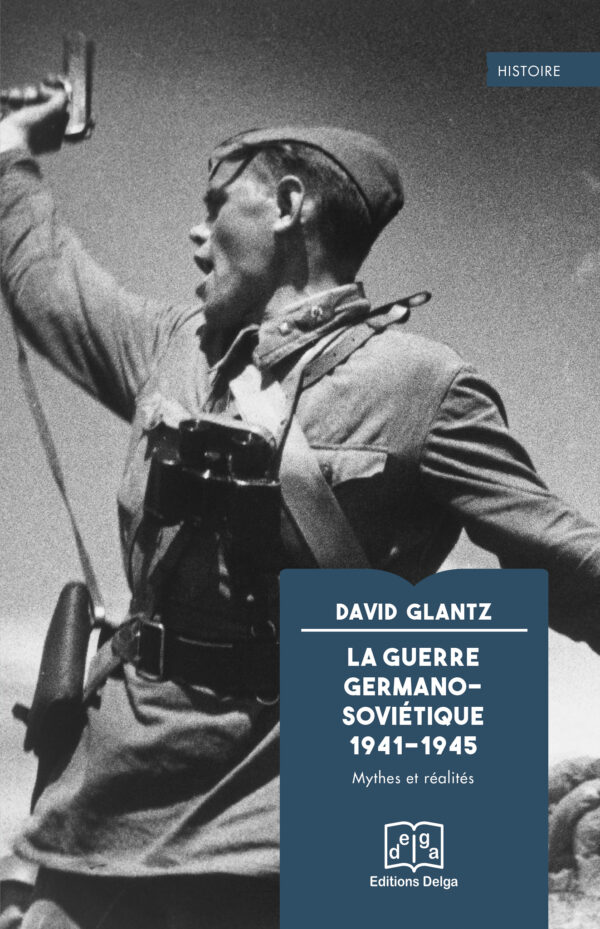 HISTOIRE
DAVID GLANTZ
LA GUERRE
GERMANO-
SOVIÉTIQUE
1941-1945
Mythes et réalités
delga
Editions Delga